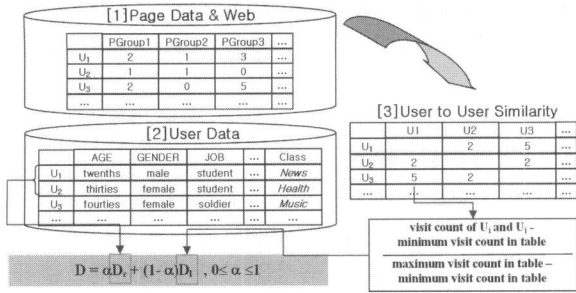 [1]Page Data & Web
PGroup1 PGroup2 PGroup3 ...
U1 2 1 3
U2 1 1 0
U3 2 0 5
... ... ... ... ...
[2]User Data
AGE GENDER JOB ... Class
U1 twenths male student ... News
U2 thirties female student ... Health
U3 fourties female soldier ... Music
... ... ... ... ...
[3]User to User Similarity
U1 U2 U3 ...
U1 2 5
U2 2 2
U3 5 2
...
visit count of Ui and Uj -
minimum visit count in table
maximum visit count in table –
minimum visit count in table
D = αDc + (1- α)D1 , 0≤ α ≤1